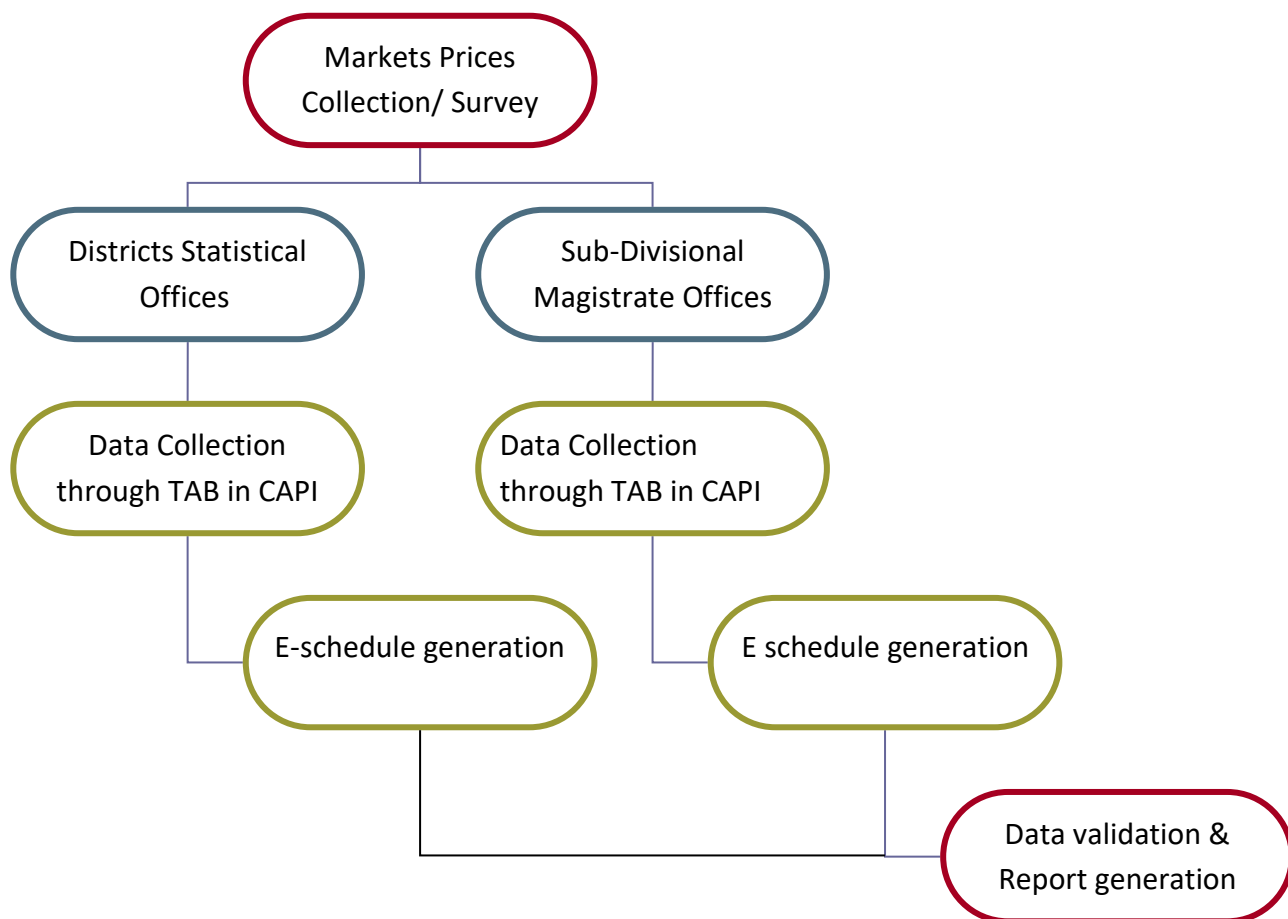 Markets Prices
Collection/ Survey
Districts Statistical
Offices
Sub-Divisional
Magistrate Offices
Data Collection
through TAB in CAPI
Data Collection
through TAB in CAPI
E-schedule generation
E schedule generation
Data validation &
Report generation